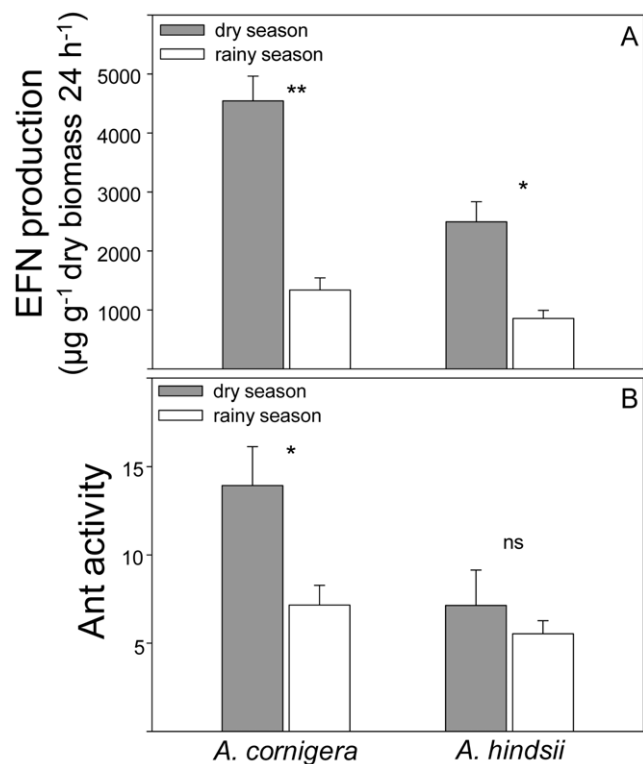 dry season
rainy season
A
5000
4000
3000
2000
1000
**
*
EFN production
(µg g⁻¹ dry biomass 24 h⁻¹)
dry season
rainy season
B
15
10
5
*
ns
Ant activity
A. cornigera A. hindsii